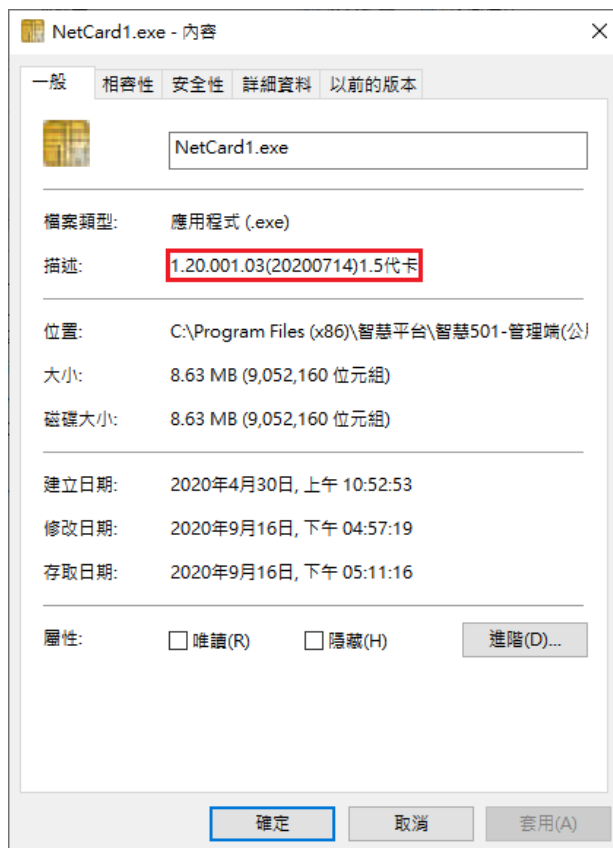 NetCard1.exe - 內容
一般 相容性 安全性 詳細資料 以前的版本
NetCard1.exe
檔案類型: 應用程式 (.exe)
描述: 1.20.001.03(20200714)1.5代卡
位置: C:\Program Files (x86)\智慧平台\智慧501-管理端(公
大小: 8.63 MB (9,052,160 位元組)
磁碟大小: 8.63 MB (9,052,160 位元組)
建立日期: 2020年4月30日, 上午 10:52:53
修改日期: 2020年9月16日, 下午 04:57:19
存取日期: 2020年9月16日, 下午 05:11:16
屬性: 唯讀(R) 隱藏(H) 進階(D)...
確定 取消 套用(A)